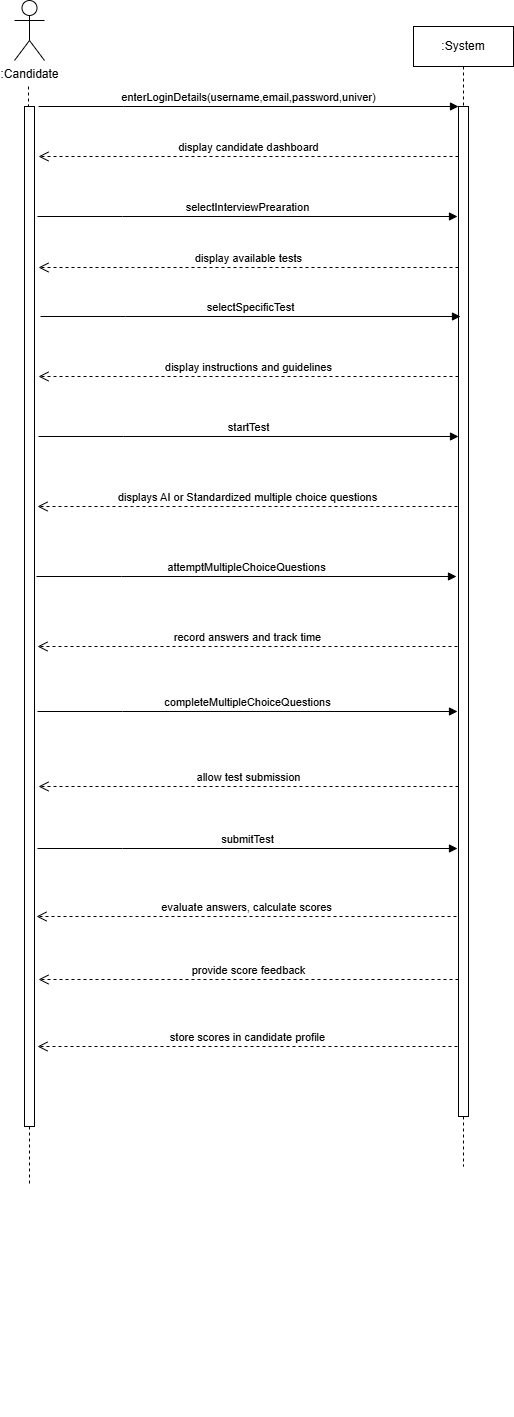 :Candidate
:System
enterLoginDetails(username,email,password,univer)
display candidate dashboard
selectInterviewPrearation
display available tests
selectSpecificTest
display instructions and guidelines
startTest
displays AI or Standardized multiple choice questions
attemptMultipleChoiceQuestions
record answers and track time
completeMultipleChoiceQuestions
allow test submission
submitTest
evaluate answers, calculate scores
provide score feedback
store scores in candidate profile